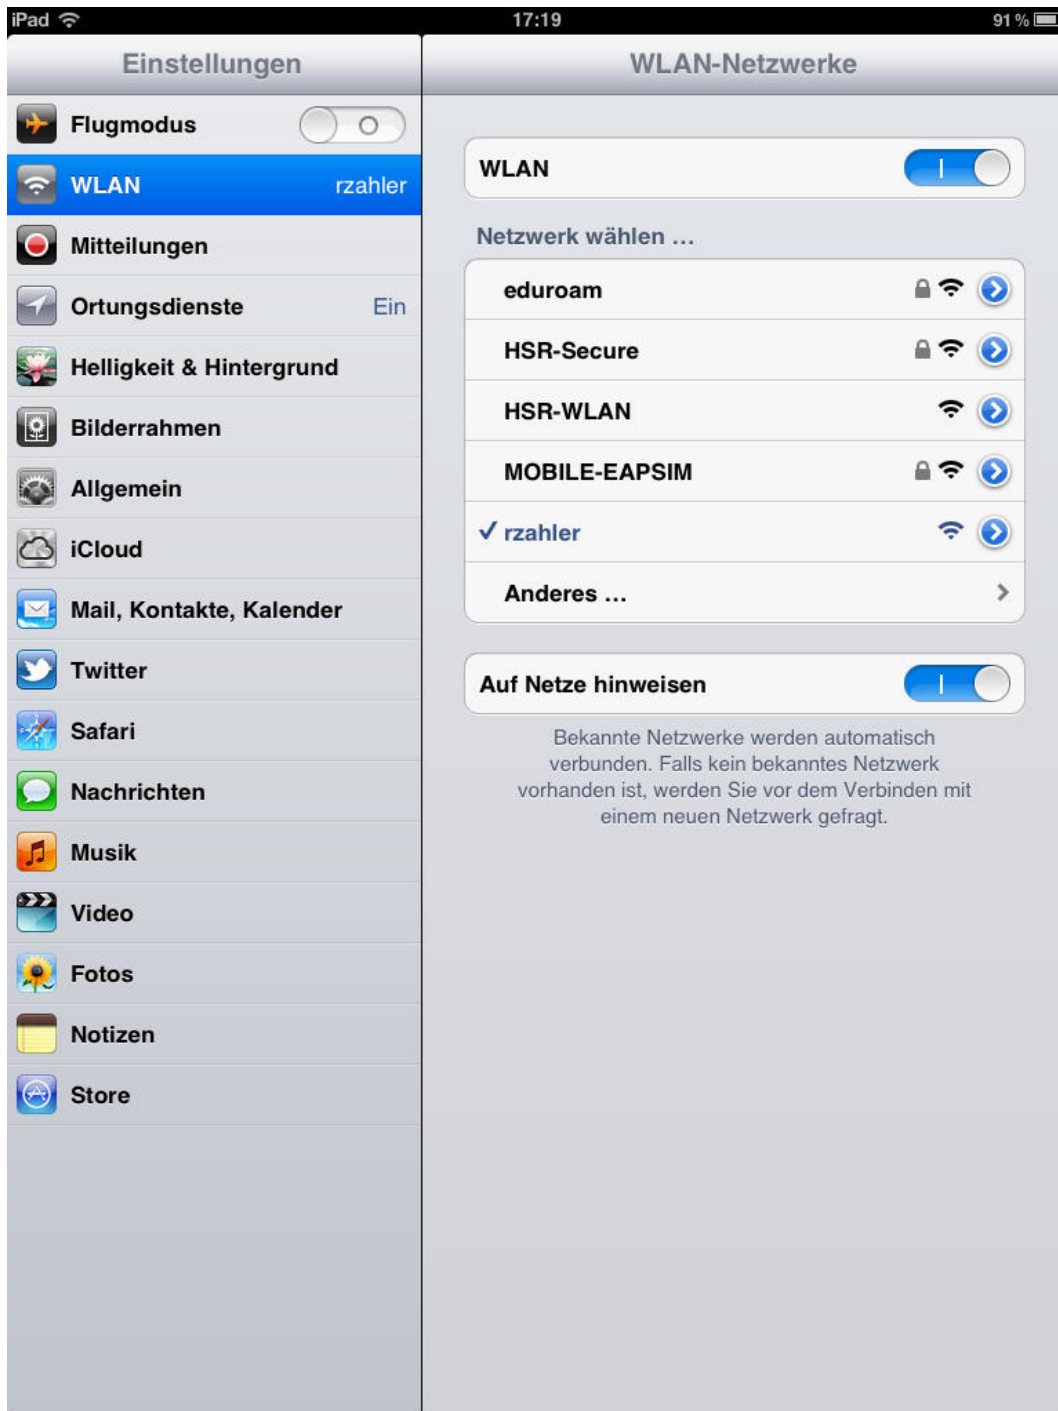 iPad 17:19 91 %
Einstellungen
Flugmodus
WLAN rzahler
Mitteilungen
Ortungsdienste Ein
Helligkeit & Hintergrund
Bilderrahmen
Allgemein
iCloud
Mail, Kontakte, Kalender
Twitter
Safari
Nachrichten
Musik
Video
Fotos
Notizen
Store
WLAN-Netzwerke
WLAN
Netzwerk wählen ...
eduroam
HSR-Secure
HSR-WLAN
MOBILE-EAPSIM
rzahler
Anderes ...
Auf Netze hinweisen
Bekannte Netzwerke werden automatisch
verbunden. Falls kein bekanntes Netzwerk
vorhanden ist, werden Sie vor dem Verbinden mit
einem neuen Netzwerk gefragt.